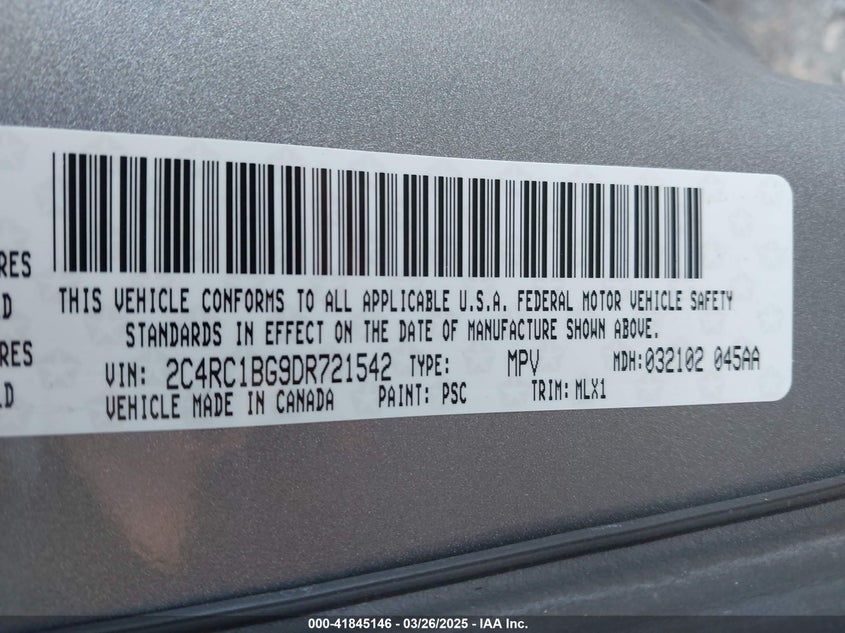 THIS VEHICLE CONFORMS TO ALL APPLICABLE U.S.A. FEDERAL MOTOR VEHICLE SAFETY
STANDARDS IN EFFECT ON THE DATE OF MANUFACTURE SHOWN ABOVE.
RES
D
RES
LD
VIN: 2C4RC1BG9DR721542 TYPE: MPV MDH:032102 045AA
VEHICLE MADE IN CANADA PAINT: PSC TRIM: MLX1
000-41845146 - 03/26/2025 - IAA Inc.